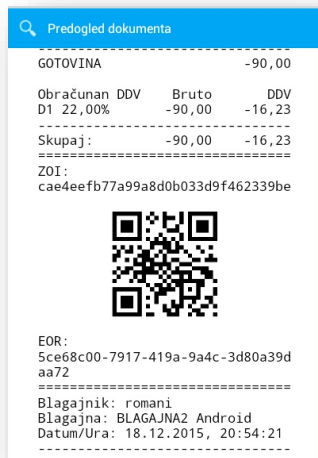 Predogled dokumenta
--------------------------------
GOTOVINA -90,00
Obračunan DDV Bruto DDV
D1 22,00% -90,00 -16,23
--------------------------------
Skupaj: -90,00 -16,23
================================
ZOI:
cae4eefb77a99a8d0b033d9f462339be
EOR:
5ce68c00-7917-419a-9a4c-3d80a39d
aa72
================================
Blagajnik: romani
Blagajna: BLAGAJNA2 Android
Datum/Ura: 18.12.2015, 20:54:21
--------------------------------